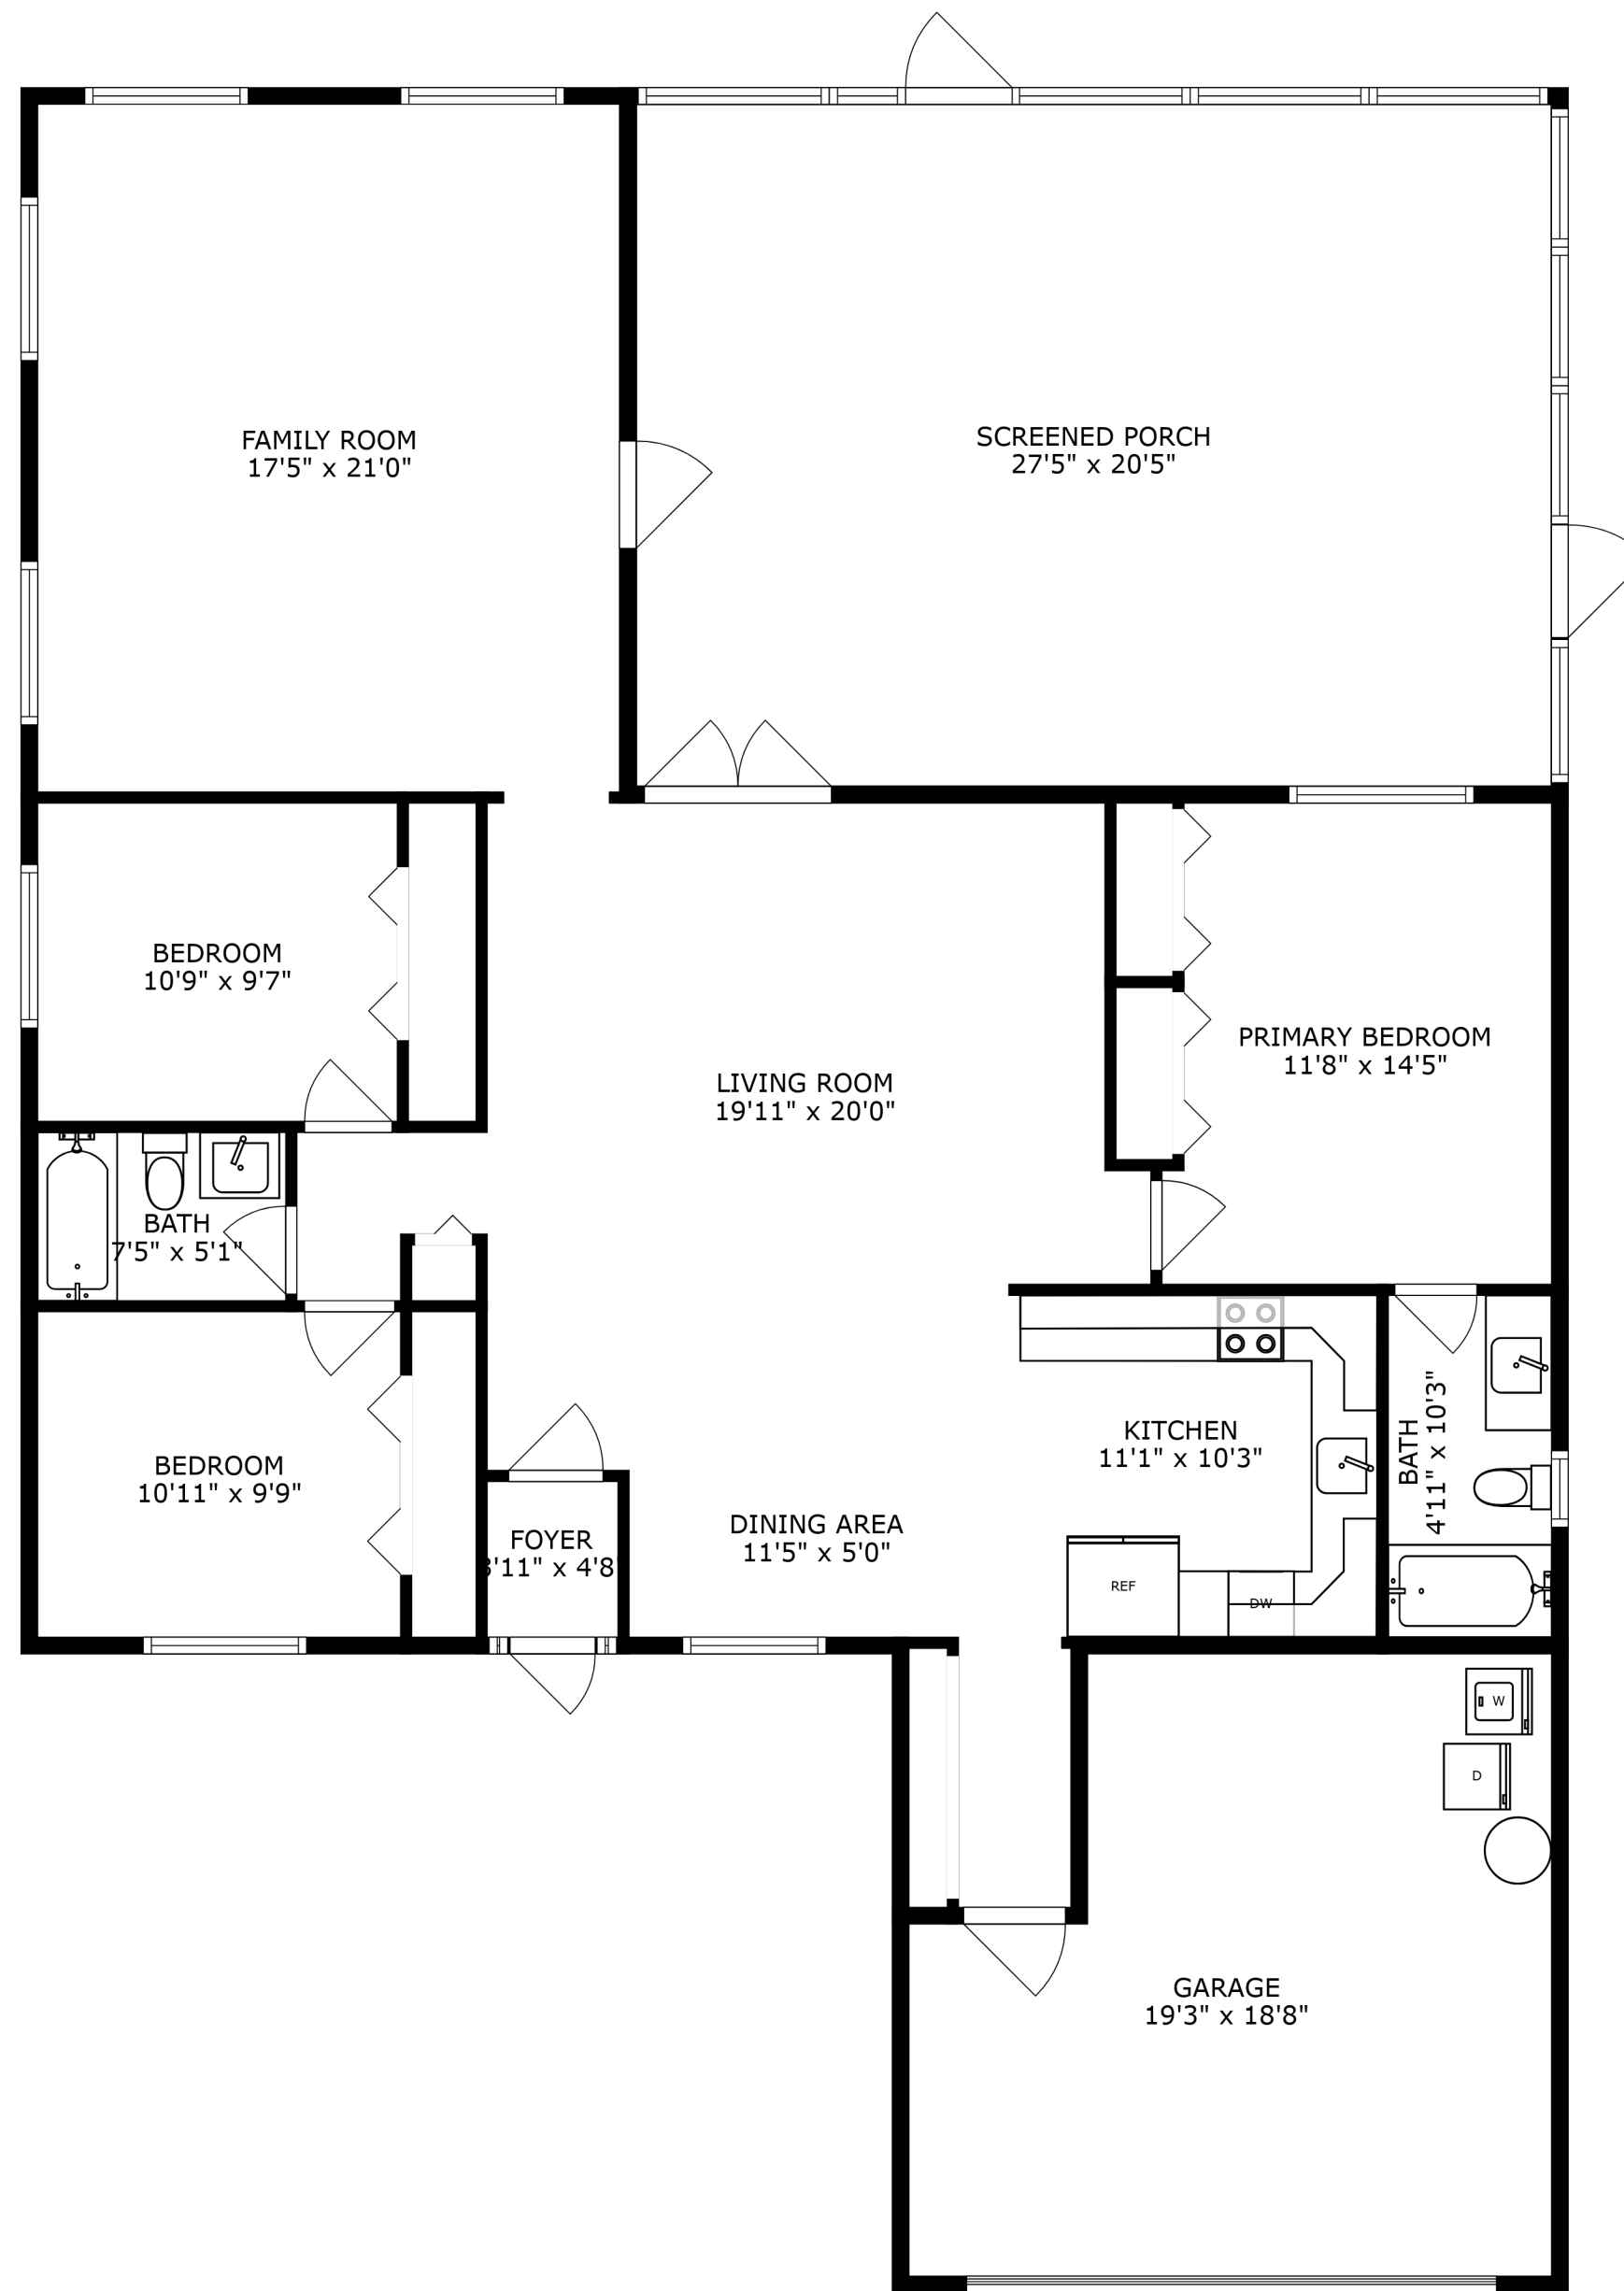 FAMILY ROOM
17'5" x 21'0"
SCREENED PORCH
27'5" x 20'5"
BEDROOM
10'9" x 9'7"
PRIMARY BEDROOM
11'8" x 14'5"
LIVING ROOM
19'11" x 20'0"
BATH
7'5" x 5'1"
KITCHEN
11'1" x 10'3"
BATH
4'11" x 10'3"
BEDROOM
10'11" x 9'9"
DINING AREA
11'5" x 5'0"
FOYER
'11" x 4'8'
REF
DW
W
D
GARAGE
19'3" x 18'8"